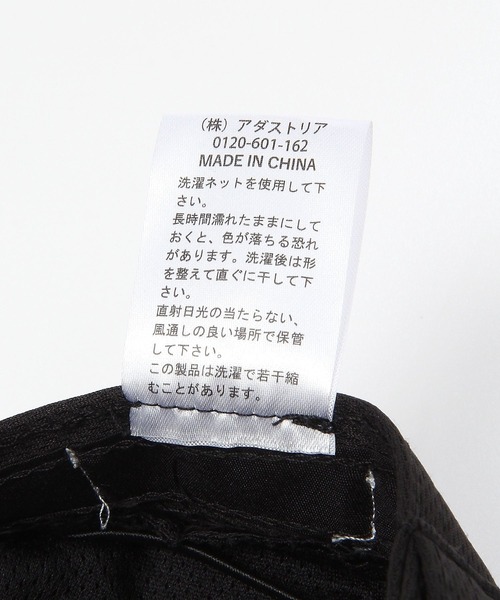 (株) アダストリア
0120-601-162
MADE IN CHINA
洗濯ネットを使用して下
さい。
長時間濡れたままにして
おくと、色が落ちる恐れ
があります。洗濯後は形
を整えて直ぐに干して下
さい。
直射日光の当たらない、
風通しの良い場所で保管
して下さい。
この製品は洗濯で若干縮
むことがあります。